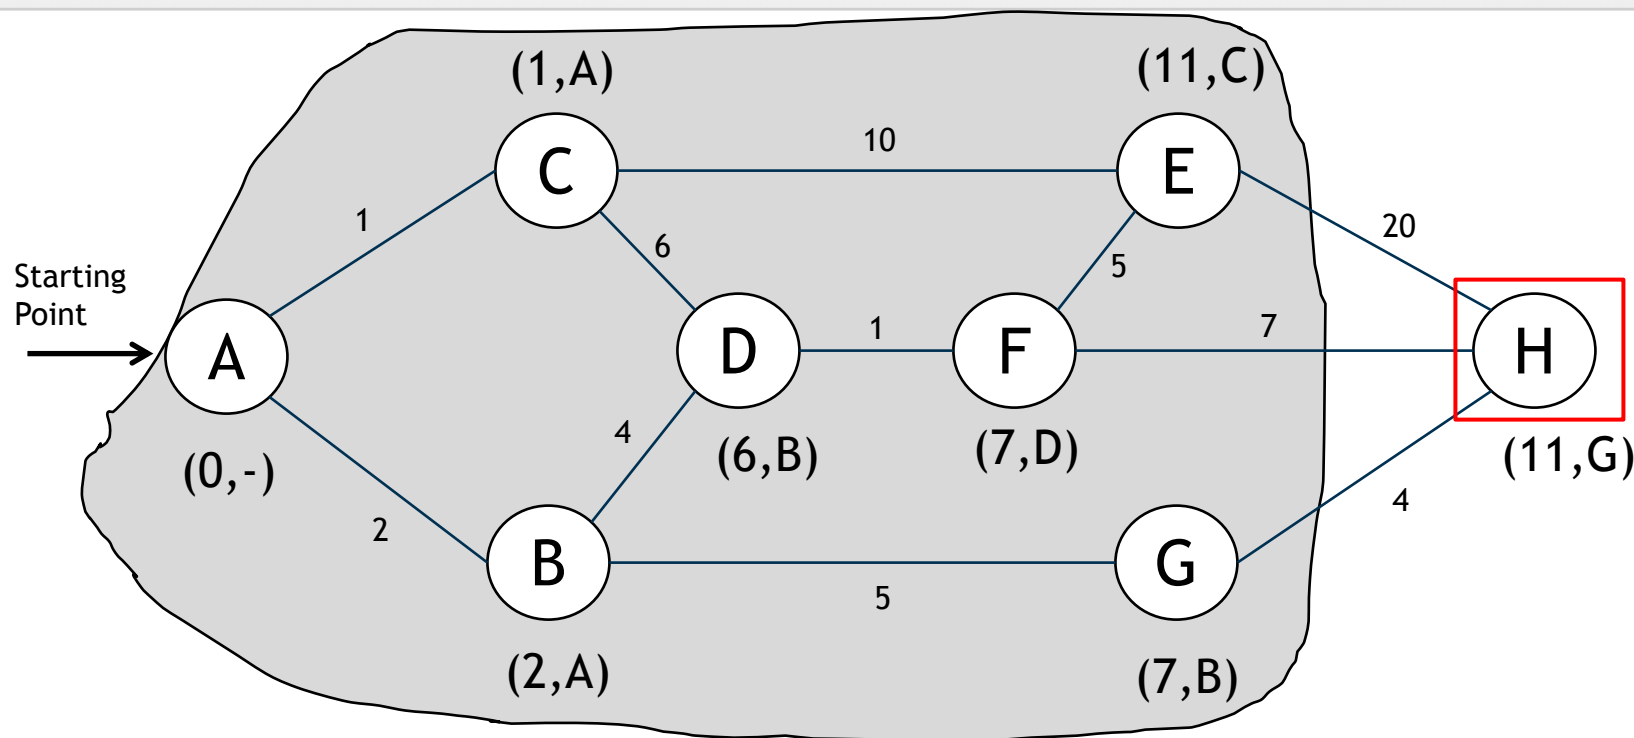 (1,A)
(11,C)
10
C
E
1
20
6
5
Starting
Point
1
7
A
D
F
H
4
(0,-)
(6,B)
(7,D)
(11,G)
2
4
B
G
5
(2,A)
(7,B)